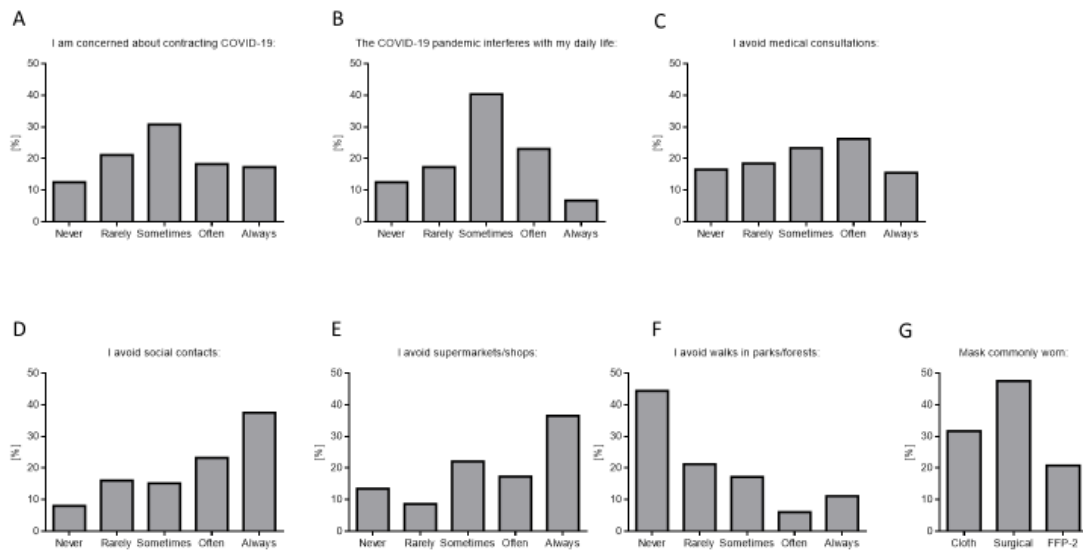 A
I am concerned about contracting COVID-19:
50
40
30
20
10
0
[%]
Never Rarely Sometimes Often Always
B
The COVID-19 pandemic interferes with my daily life:
50
40
30
20
10
0
[%]
Never Rarely Sometimes Often Always
C
I avoid medical consultations:
50
40
30
20
10
0
[%]
Never Rarely Sometimes Often Always
D
I avoid social contacts:
50
40
30
20
10
0
[%]
Never Rarely Sometimes Often Always
E
I avoid supermarkets/shops:
50
40
30
20
10
0
[%]
Never Rarely Sometimes Often Always
F
I avoid walks in parks/forests:
50
40
30
20
10
0
[%]
Never Rarely Sometimes Often Always
G
Mask commonly worn:
50
40
30
20
10
0
[%]
Cloth Surgical FFP-2